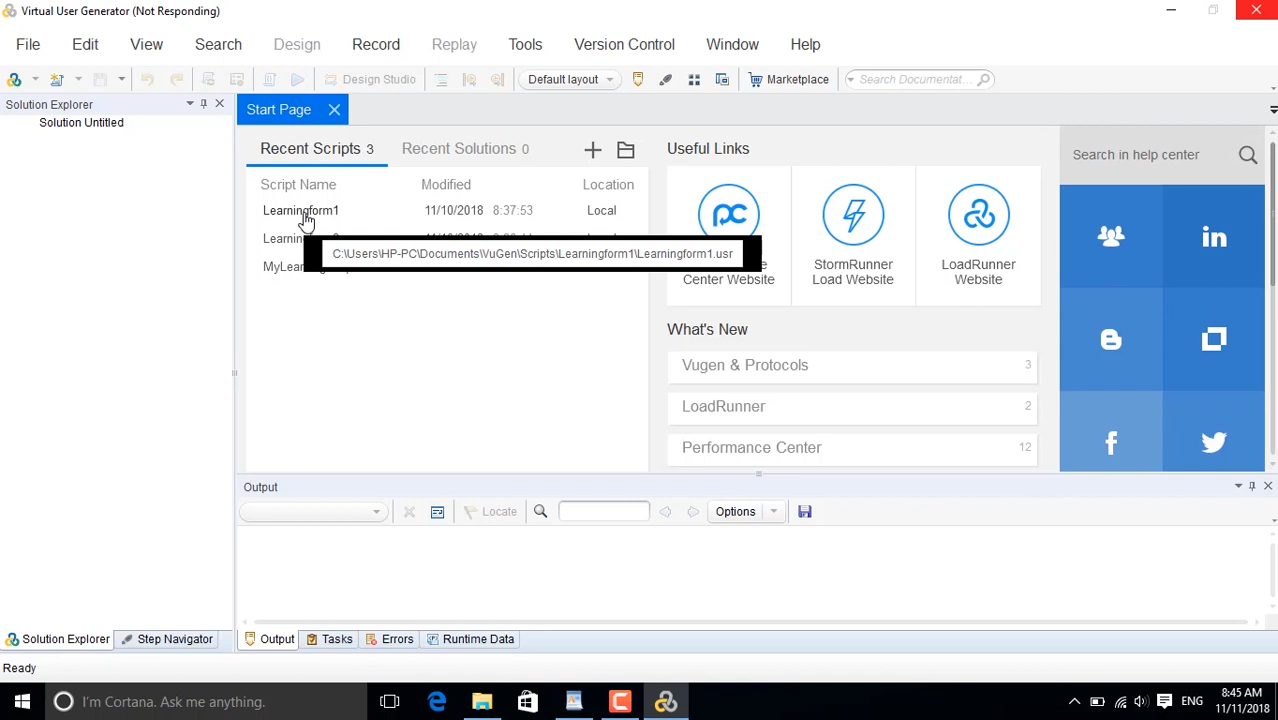 Virtual User Generator (Not Responding)
File Edit View Search Design Record Replay Tools Version Control Window Help
Design Studio Default layout Marketplace Search Documentat...
Solution Explorer
Solution Untitled
Start Page
Recent Scripts 3 Recent Solutions 0
Script Name Modified Location
Learningform1 11/10/2018 8:37:53 Local
Learnin
MyLear
C:\Users\HP-PC\Documents\VuGen\Scripts\Learningform1\Learningform1.usr
Useful Links
Center Website
StormRunner
Load Website
LoadRunner
Website
What's New
Vugen & Protocols 3
LoadRunner 2
Performance Center 12
Search in help center
Output
Locate Options
Solution Explorer Step Navigator Output Tasks Errors Runtime Data
Ready
I'm Cortana. Ask me anything.
ENG
8:45 AM
11/11/2018